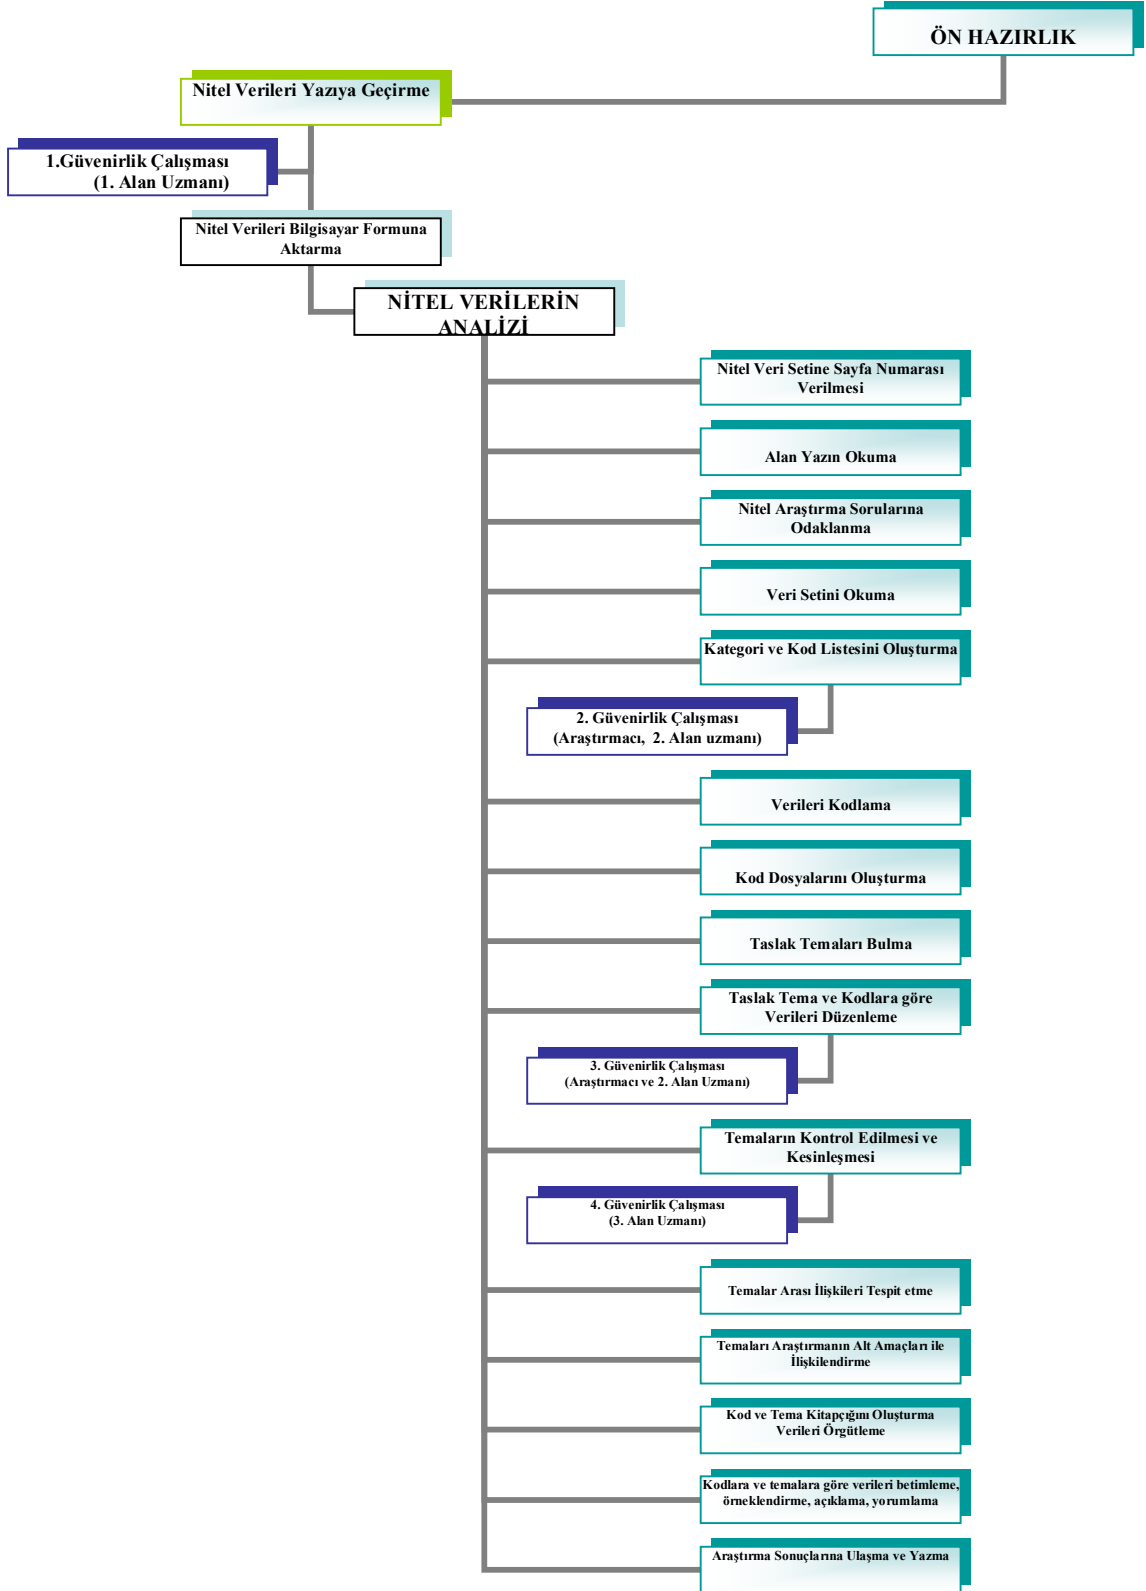 ÖN HAZIRLIK
Nitel Verileri Yazıya Geçirme
1.Güvenirlik Çalışması
(1. Alan Uzmanı)
Nitel Verileri Bilgisayar Formuna
Aktarma
NİTEL VERİLERİN
ANALİZİ
Nitel Veri Setine Sayfa Numarası
Verilmesi
Alan Yazın Okuma
Nitel Araştırma Sorularına
Odaklanma
Veri Setini Okuma
Kategori ve Kod Listesini Oluşturma
2. Güvenirlik Çalışması
(Araştırmacı, 2. Alan uzmanı)
Verileri Kodlama
Kod Dosyalarını Oluşturma
Taslak Temaları Bulma
Taslak Tema ve Kodlara göre
Verileri Düzenleme
3. Güvenirlik Çalışması
(Araştırmacı ve 2. Alan Uzmanı)
Temaların Kontrol Edilmesi ve
Kesinleşmesi
4. Güvenirlik Çalışması
(3. Alan Uzmanı)
Temalar Arası İlişkileri Tespit etme
Temaları Araştırmanın Alt Amaçları ile
İlişkilendirme
Kod ve Tema Kitapçığını Oluşturma
Verileri Örgütleme
Kodlara ve temalara göre verileri betimleme,
örneklendirme, açıklama, yorumlama
Araştırma Sonuçlarına Ulaşma ve Yazma